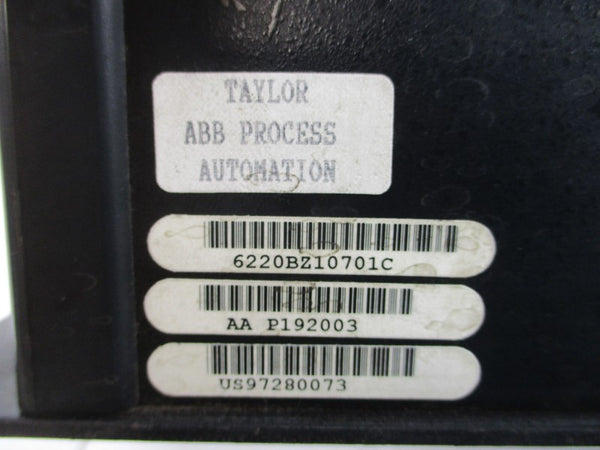 TAYLOR
ABB PROCESS
AUTOMATION
6220BZ10701C
AA P192003
US97280073